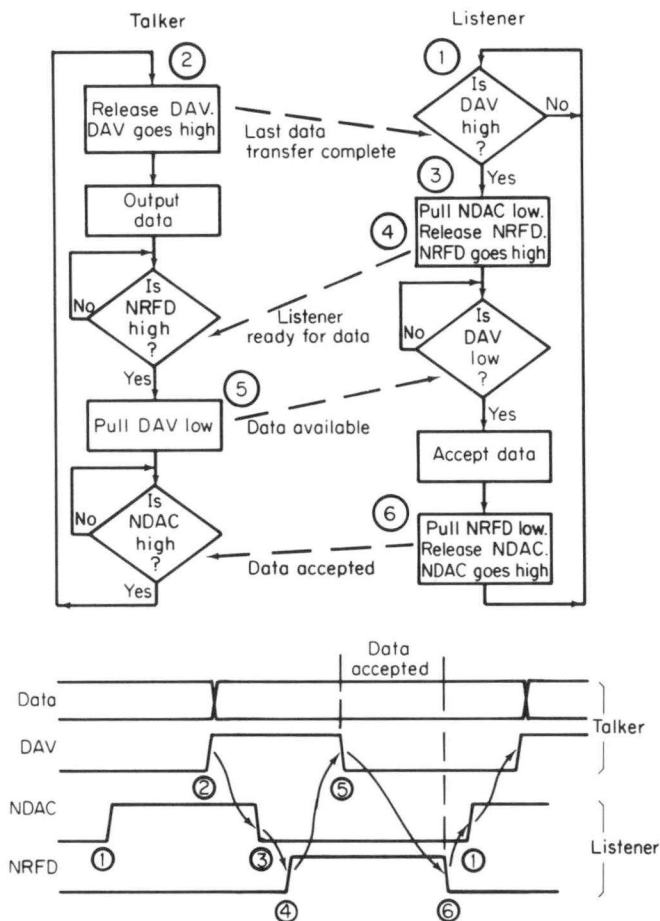 Talker
Listener
②
①
Release DAV.
DAV goes high
Is
DAV
high
?
No
Yes
Last data
transfer complete
Output
data
③
④
Pull NDAC low.
Release NRFD.
NRFD goes high
Is
NRFD
high
?
No
Yes
Listener
ready for data
Is
DAV
low
?
No
Yes
⑤
Pull DAV low
Data available
Accept data
Is
NDAC
high
?
No
Yes
⑥
Data accepted
Pull NRFD low.
Release NDAC.
NDAC goes high
Data
accepted
Data
DAV
Talker
② ⑤
NDAC
① ③ ①
NRFD
Listener
④ ⑥